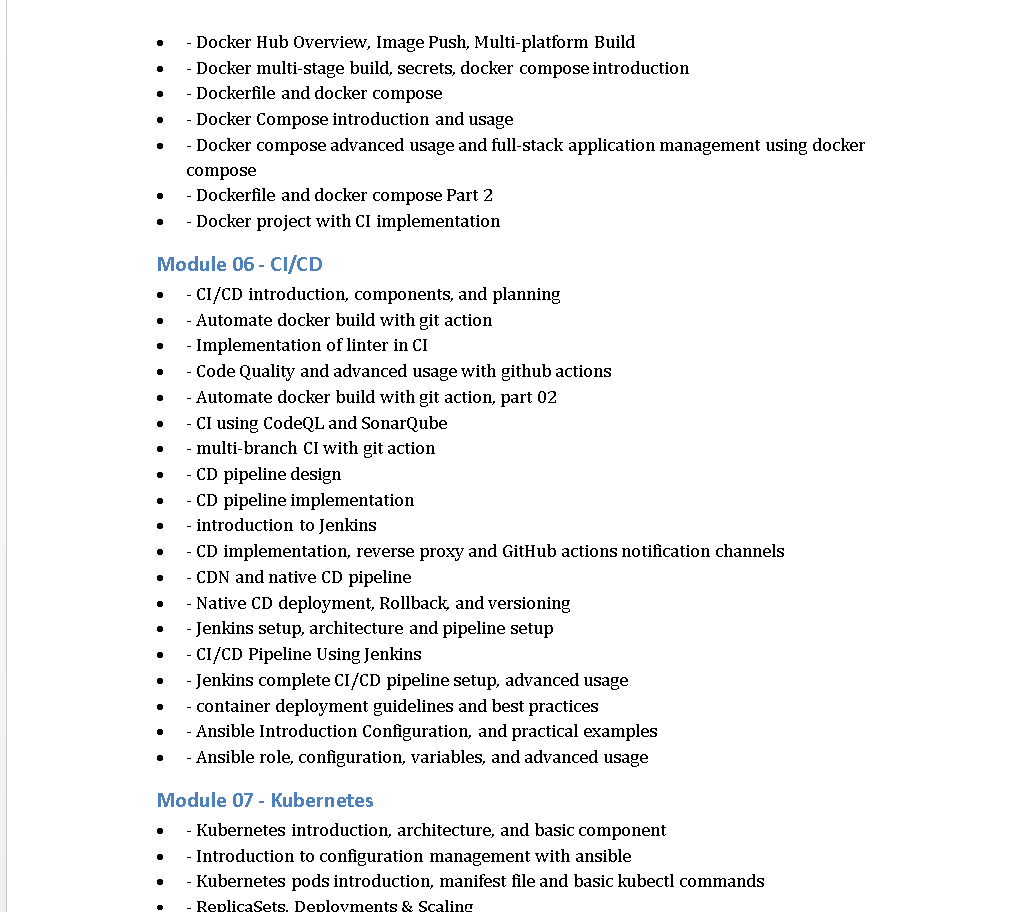 • - Docker Hub Overview, Image Push, Multi-platform Build
• - Docker multi-stage build, secrets, docker compose introduction
• - Dockerfile and docker compose
• - Docker Compose introduction and usage
• - Docker compose advanced usage and full-stack application management using docker
compose
• - Dockerfile and docker compose Part 2
• - Docker project with CI implementation
Module 06 - CI/CD
• - CI/CD introduction, components, and planning
• - Automate docker build with git action
• - Implementation of linter in CI
• - Code Quality and advanced usage with github actions
• - Automate docker build with git action, part 02
• - CI using CodeQL and SonarQube
• - multi-branch CI with git action
• - CD pipeline design
• - CD pipeline implementation
• - introduction to Jenkins
• - CD implementation, reverse proxy and GitHub actions notification channels
• - CDN and native CD pipeline
• - Native CD deployment, Rollback, and versioning
• - Jenkins setup, architecture and pipeline setup
• - CI/CD Pipeline Using Jenkins
• - Jenkins complete CI/CD pipeline setup, advanced usage
• - container deployment guidelines and best practices
• - Ansible Introduction Configuration, and practical examples
• - Ansible role, configuration, variables, and advanced usage
Module 07 - Kubernetes
• - Kubernetes introduction, architecture, and basic component
• - Introduction to configuration management with ansible
• - Kubernetes pods introduction, manifest file and basic kubectl commands
• - ReplicaSets, Deployments & Scaling